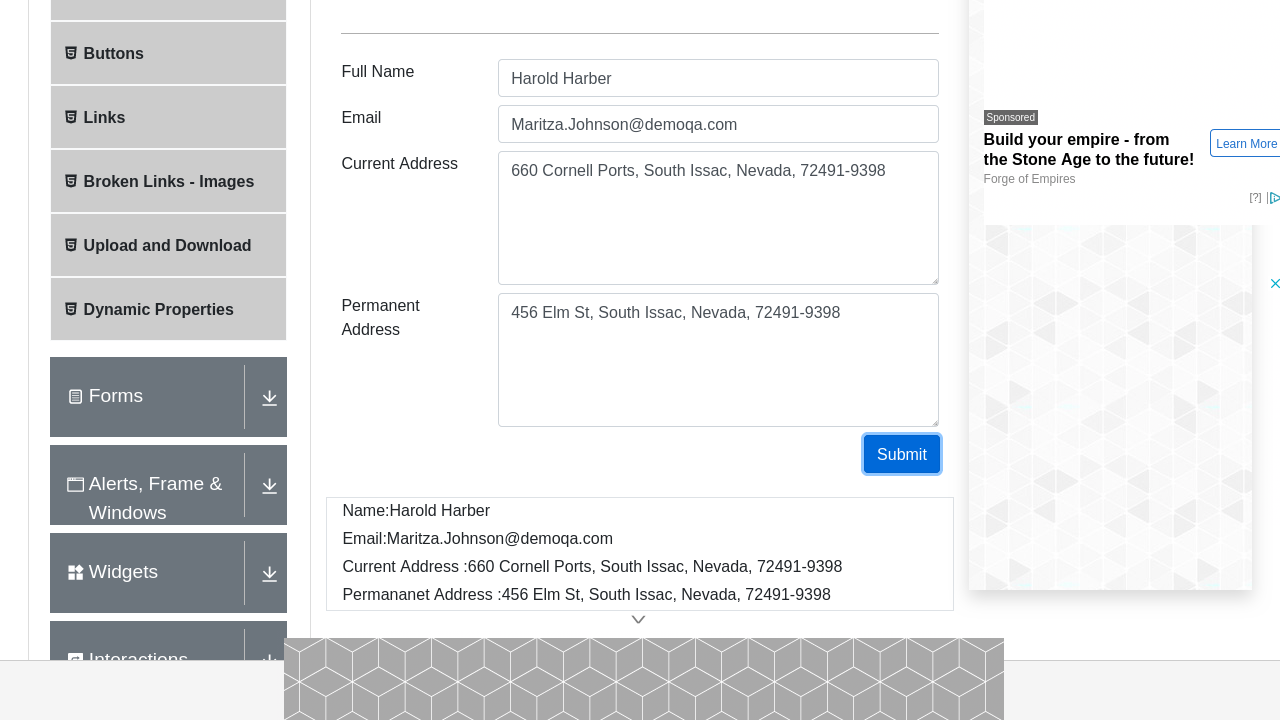 Buttons
Links
Broken Links - Images
Upload and Download
Dynamic Properties
Forms
Alerts, Frame &
Windows
Widgets
Interactions
Full Name
Harold Harber
Email
Maritza.Johnson@demoqa.com
Current Address
660 Cornell Ports, South Issac, Nevada, 72491-9398
Permanent
Address
456 Elm St, South Issac, Nevada, 72491-9398
Submit
Name:Harold Harber
Email:Maritza.Johnson@demoqa.com
Current Address :660 Cornell Ports, South Issac, Nevada, 72491-9398
Permananet Address :456 Elm St, South Issac, Nevada, 72491-9398
Sponsored
Build your empire - from
the Stone Age to the future!
Learn More
Forge of Empires
[?]